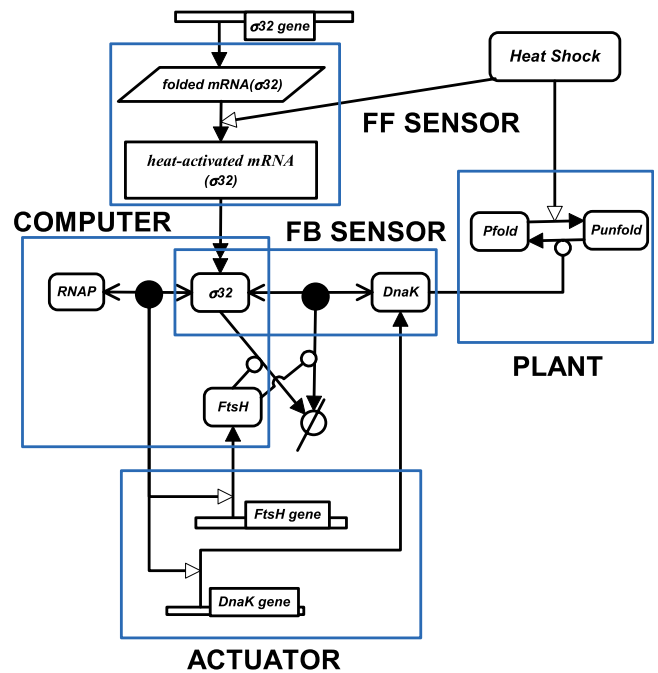 σ32 gene
Heat Shock
folded mRNA(σ32)
FF SENSOR
heat-activated mRNA
(σ32)
COMPUTER
FB SENSOR
Pfold
Punfold
RNAP
σ32
DnaK
PLANT
FtsH
FtsH gene
DnaK gene
ACTUATOR